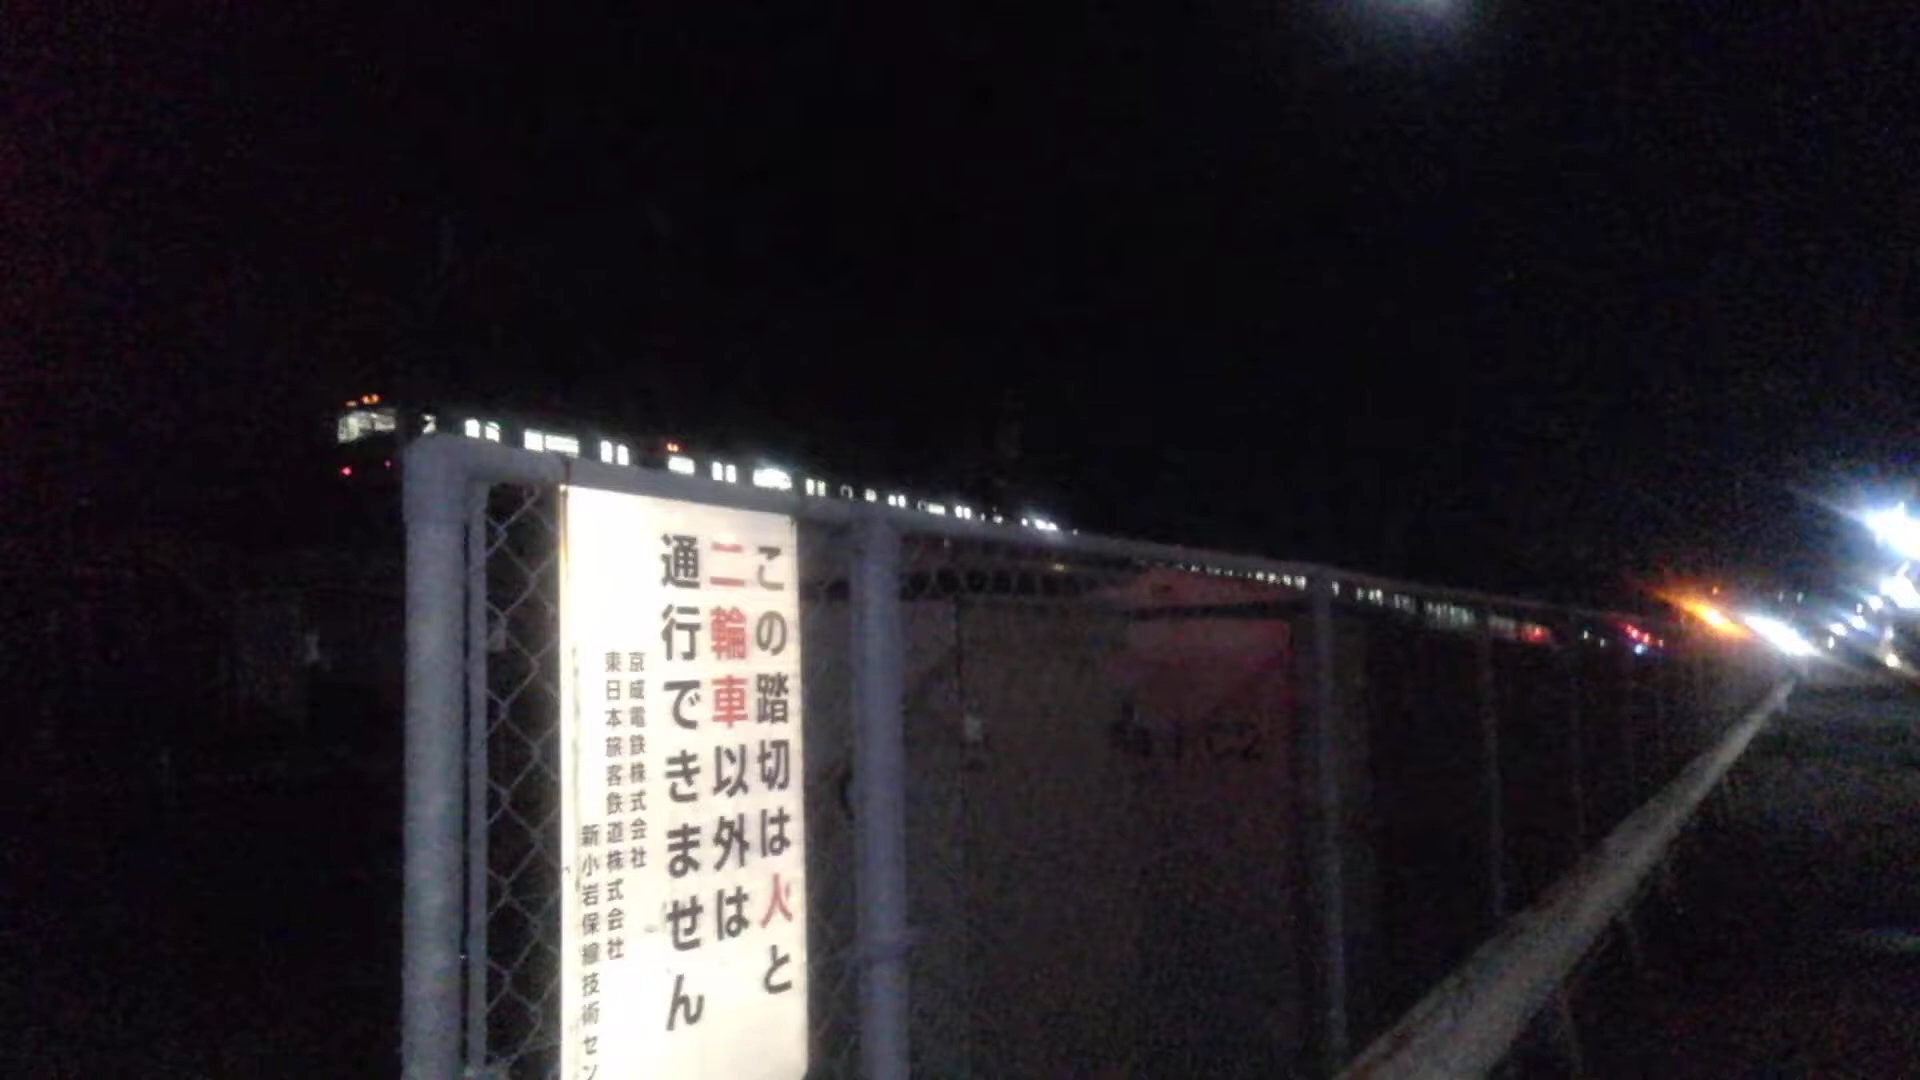 この踏切は人と
二輪車以外は
通行できません
京成電鉄株式会社
東日本旅客鉄道株式会社
新小岩保線技術セン